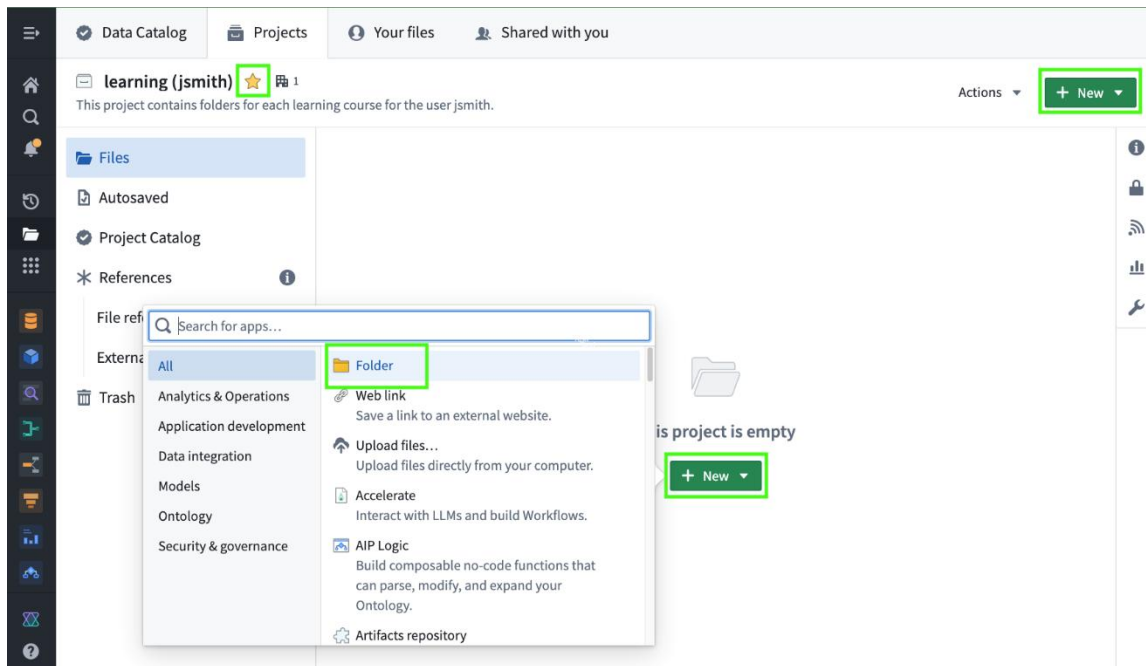 Data Catalog
Projects
Your files
Shared with you
learning (jsmith)
1
This project contains folders for each learning course for the user jsmith.
Actions
+ New
Files
Autosaved
Project Catalog
References
File ref
Externa
Trash
Search for apps...
All
Analytics & Operations
Application development
Data integration
Models
Ontology
Security & governance
Folder
Web link
Save a link to an external website.
Upload files...
Upload files directly from your computer.
Accelerate
Interact with LLMs and build Workflows.
AIP Logic
Build composable no-code functions that
can parse, modify, and expand your
Ontology.
Artifacts repository
is project is empty
+ New